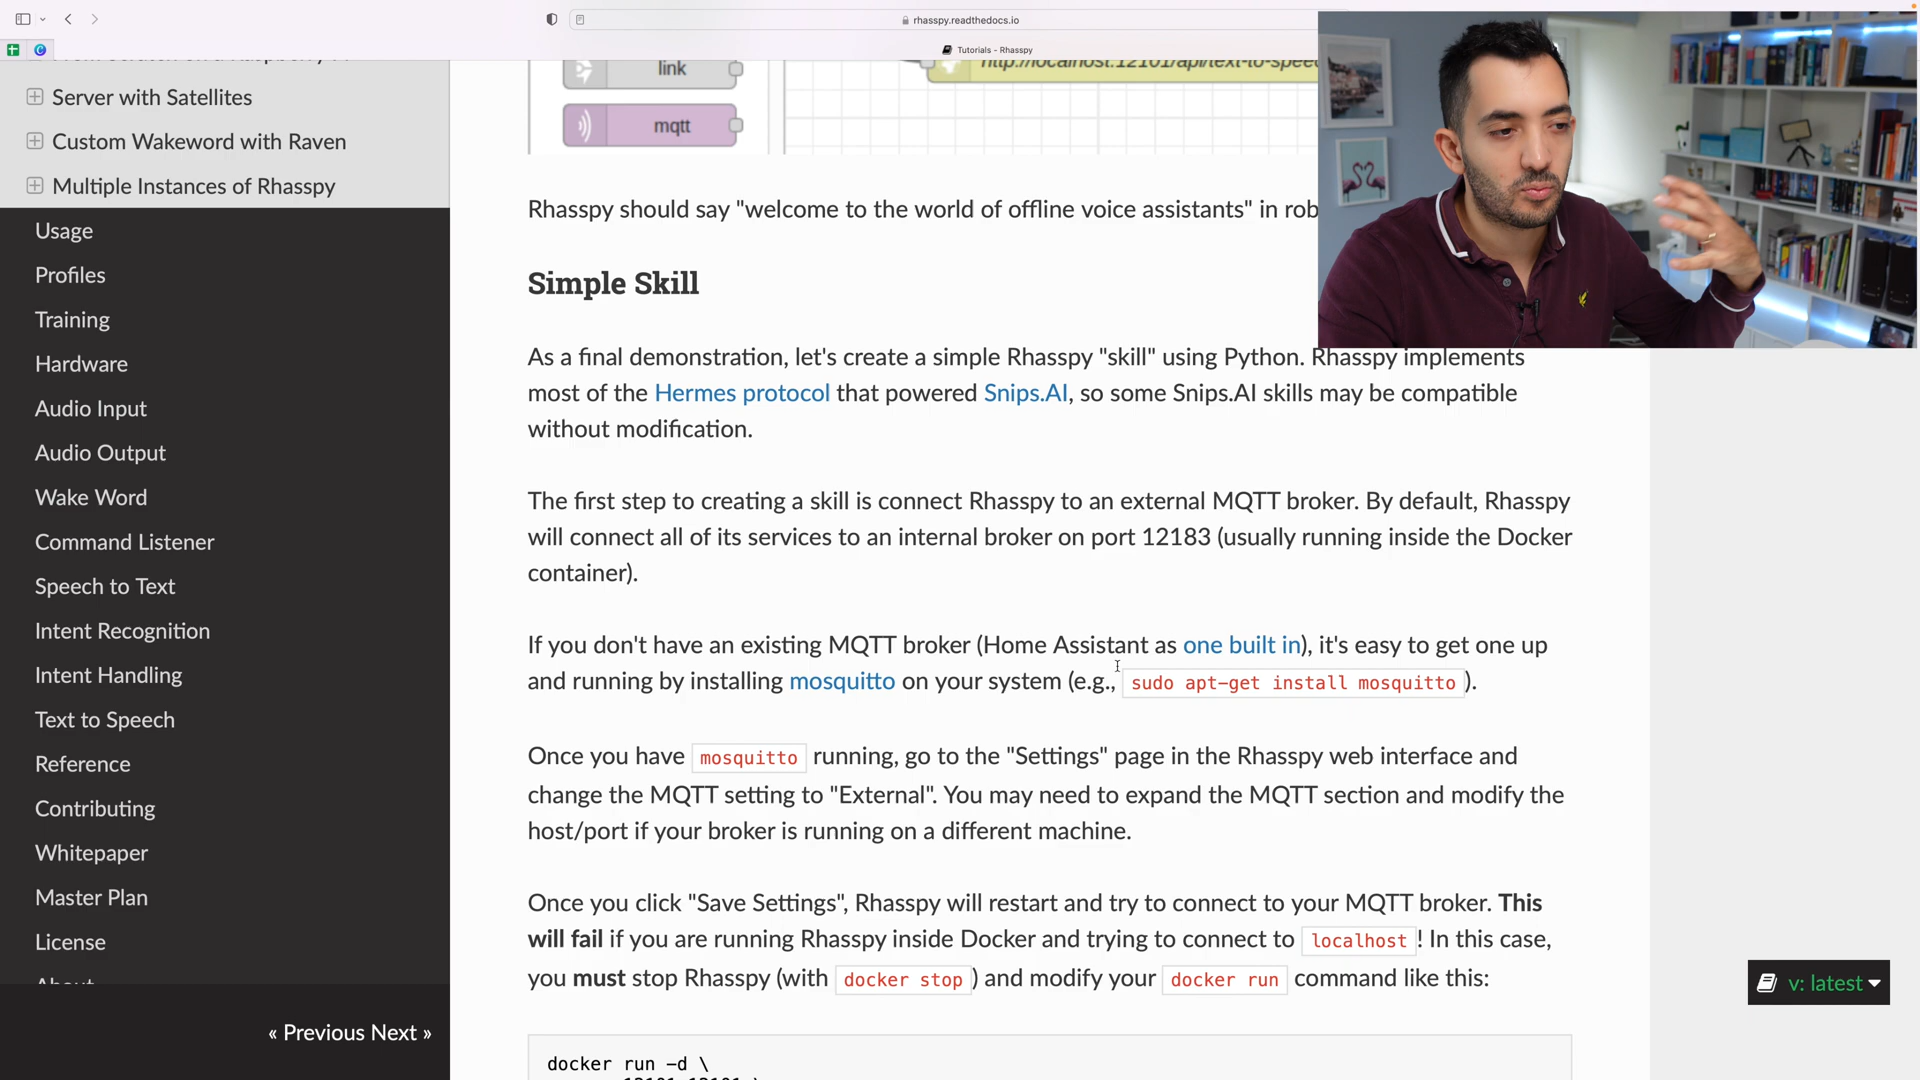 rhasspy.readthedocs.io
Tutorials - Rhasspy
Server with Satellites
Custom Wakeword with Raven
Multiple Instances of Rhasspy
Usage
Profiles
Training
Hardware
Audio Input
Audio Output
Wake Word
Command Listener
Speech to Text
Intent Recognition
Intent Handling
Text to Speech
Reference
Contributing
Whitepaper
Master Plan
License
About
« Previous Next »
link
http://localhost:12101/api/text-to-speec
mqtt
Rhasspy should say "welcome to the world of offline voice assistants" in rob
Simple Skill
As a final demonstration, let's create a simple Rhasspy "skill" using Python. Rhasspy implements
most of the Hermes protocol that powered Snips.AI, so some Snips.AI skills may be compatible
without modification.
The first step to creating a skill is connect Rhasspy to an external MQTT broker. By default, Rhasspy
will connect all of its services to an internal broker on port 12183 (usually running inside the Docker
container).
If you don't have an existing MQTT broker (Home Assistant as one built in), it's easy to get one up
and running by installing mosquitto on your system (e.g., sudo apt-get install mosquitto ).
Once you have mosquitto running, go to the "Settings" page in the Rhasspy web interface and
change the MQTT setting to "External". You may need to expand the MQTT section and modify the
host/port if your broker is running on a different machine.
Once you click "Save Settings", Rhasspy will restart and try to connect to your MQTT broker. This
will fail if you are running Rhasspy inside Docker and trying to connect to localhost ! In this case,
you must stop Rhasspy (with docker stop ) and modify your docker run command like this:
docker run -d \
v: latest